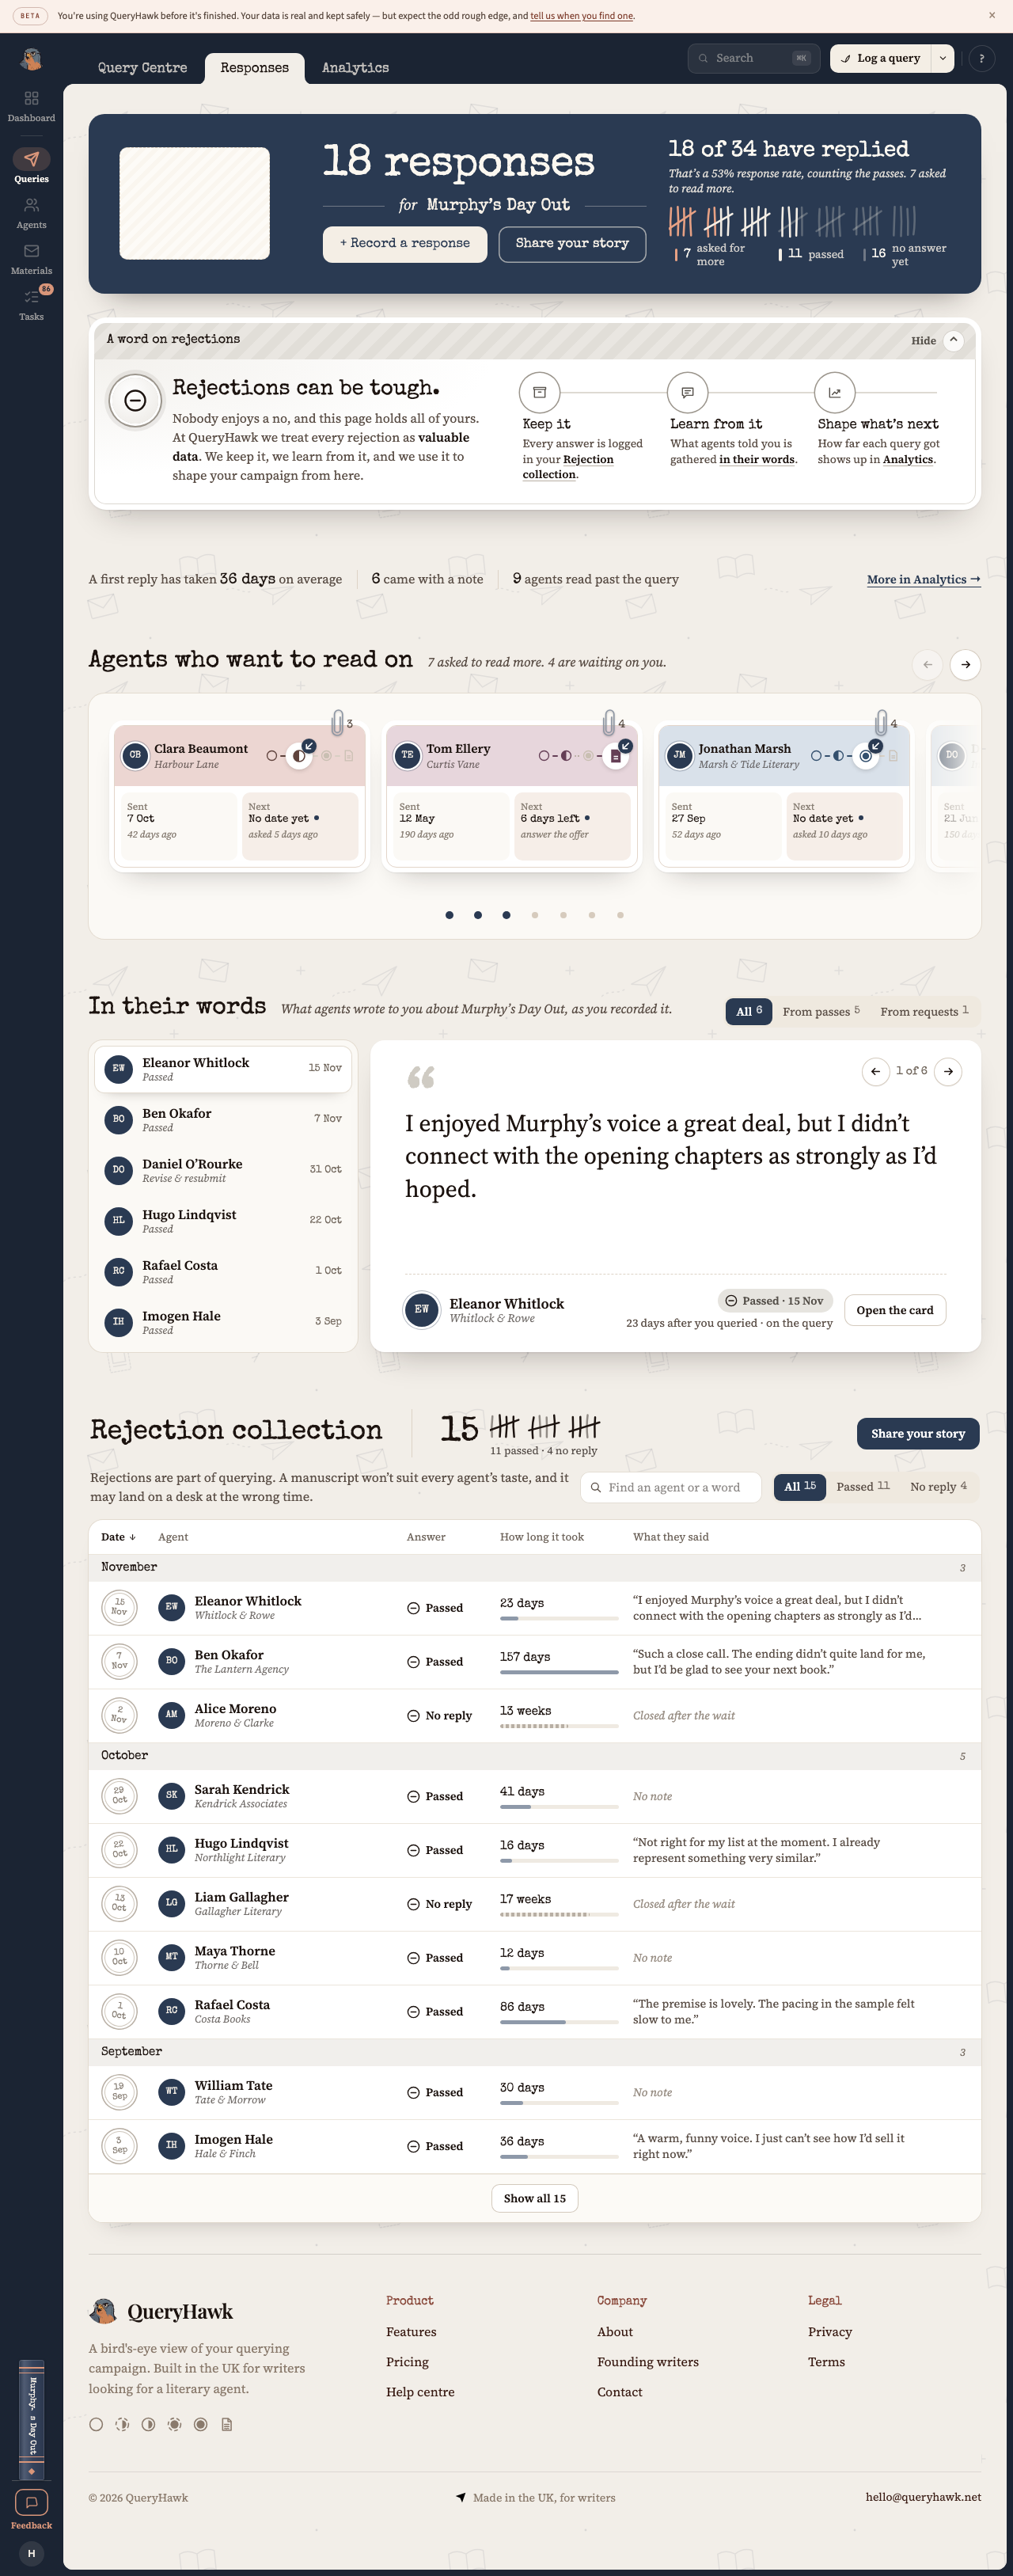 BETA You're using QueryHawk before it's finished. Your data is real and kept safely — but expect the odd rough edge, and tell us when you find one. ×
Query Centre Responses Analytics
Search ⌘K Log a query ?
Dashboard
Queries
Agents
Materials
86
Tasks
18 responses
for Murphy's Day Out
+ Record a response Share your story
18 of 34 have replied
That's a 53% response rate, counting the passes. 7 asked
to read more.
7 asked for more 11 passed 16 no answer yet
A word on rejections Hide
Rejections can be tough.
Nobody enjoys a no, and this page holds all of yours.
At QueryHawk we treat every rejection as valuable
data. We keep it, we learn from it, and we use it to
shape your campaign from here.
Keep it
Every answer is logged
in your Rejection
collection.
Learn from it
What agents told you is
gathered in their words.
Shape what's next
How far each query got
shows up in Analytics.
A first reply has taken 36 days on average 6 came with a note 9 agents read past the query More in Analytics →
Agents who want to read on 7 asked to read more. 4 are waiting on you. ← →
3
CB Clara Beaumont
Harbour Lane
Sent
7 Oct
42 days ago
Next
No date yet •
asked 5 days ago
4
TE Tom Ellery
Curtis Vane
Sent
12 May
190 days ago
Next
6 days left •
answer the offer
4
JM Jonathan Marsh
Marsh & Tide Literary
Sent
27 Sep
52 days ago
Next
No date yet •
asked 10 days ago
DO
Sent
21 Jun
150 days
In their words What agents wrote to you about Murphy's Day Out, as you recorded it. All 6 From passes 5 From requests 1
EW Eleanor Whitlock 15 Nov
Passed
BO Ben Okafor 7 Nov
Passed
DO Daniel O'Rourke 31 Oct
Revise & resubmit
HL Hugo Lindqvist 22 Oct
Passed
RC Rafael Costa 1 Oct
Passed
IH Imogen Hale 3 Sep
Passed
“ ← 1 of 6 →
I enjoyed Murphy's voice a great deal, but I didn't
connect with the opening chapters as strongly as I'd
hoped.
EW Eleanor Whitlock
Whitlock & Rowe
Passed · 15 Nov
23 days after you queried · on the query
Open the card
Rejection collection 15
11 passed · 4 no reply
Share your story
Rejections are part of querying. A manuscript won't suit every agent's taste, and it
may land on a desk at the wrong time.
Find an agent or a word All 15 Passed 11 No reply 4
Date ↓ Agent Answer How long it took What they said
November 3
15 Nov EW Eleanor Whitlock Whitlock & Rowe Passed 23 days “I enjoyed Murphy's voice a great deal, but I didn't
connect with the opening chapters as strongly as I'd…
7 Nov BO Ben Okafor The Lantern Agency Passed 157 days “Such a close call. The ending didn't quite land for me,
but I'd be glad to see your next book.”
2 Nov AM Alice Moreno Moreno & Clarke No reply 13 weeks Closed after the wait
October 5
29 Oct SK Sarah Kendrick Kendrick Associates Passed 41 days No note
22 Oct HL Hugo Lindqvist Northlight Literary Passed 16 days “Not right for my list at the moment. I already
represent something very similar.”
13 Oct LG Liam Gallagher Gallagher Literary No reply 17 weeks Closed after the wait
10 Oct MT Maya Thorne Thorne & Bell Passed 12 days No note
1 Oct RC Rafael Costa Costa Books Passed 86 days “The premise is lovely. The pacing in the sample felt
slow to me.”
September 3
19 Sep WT William Tate Tate & Morrow Passed 30 days No note
3 Sep IH Imogen Hale Hale & Finch Passed 36 days “A warm, funny voice. I just can't see how I'd sell it
right now.”
Show all 15
QueryHawk
A bird's-eye view of your querying
campaign. Built in the UK for writers
looking for a literary agent.
Product
Features
Pricing
Help centre
Company
About
Founding writers
Contact
Legal
Privacy
Terms
Murphy's Day Out
Feedback
H
© 2026 QueryHawk Made in the UK, for writers hello@queryhawk.net